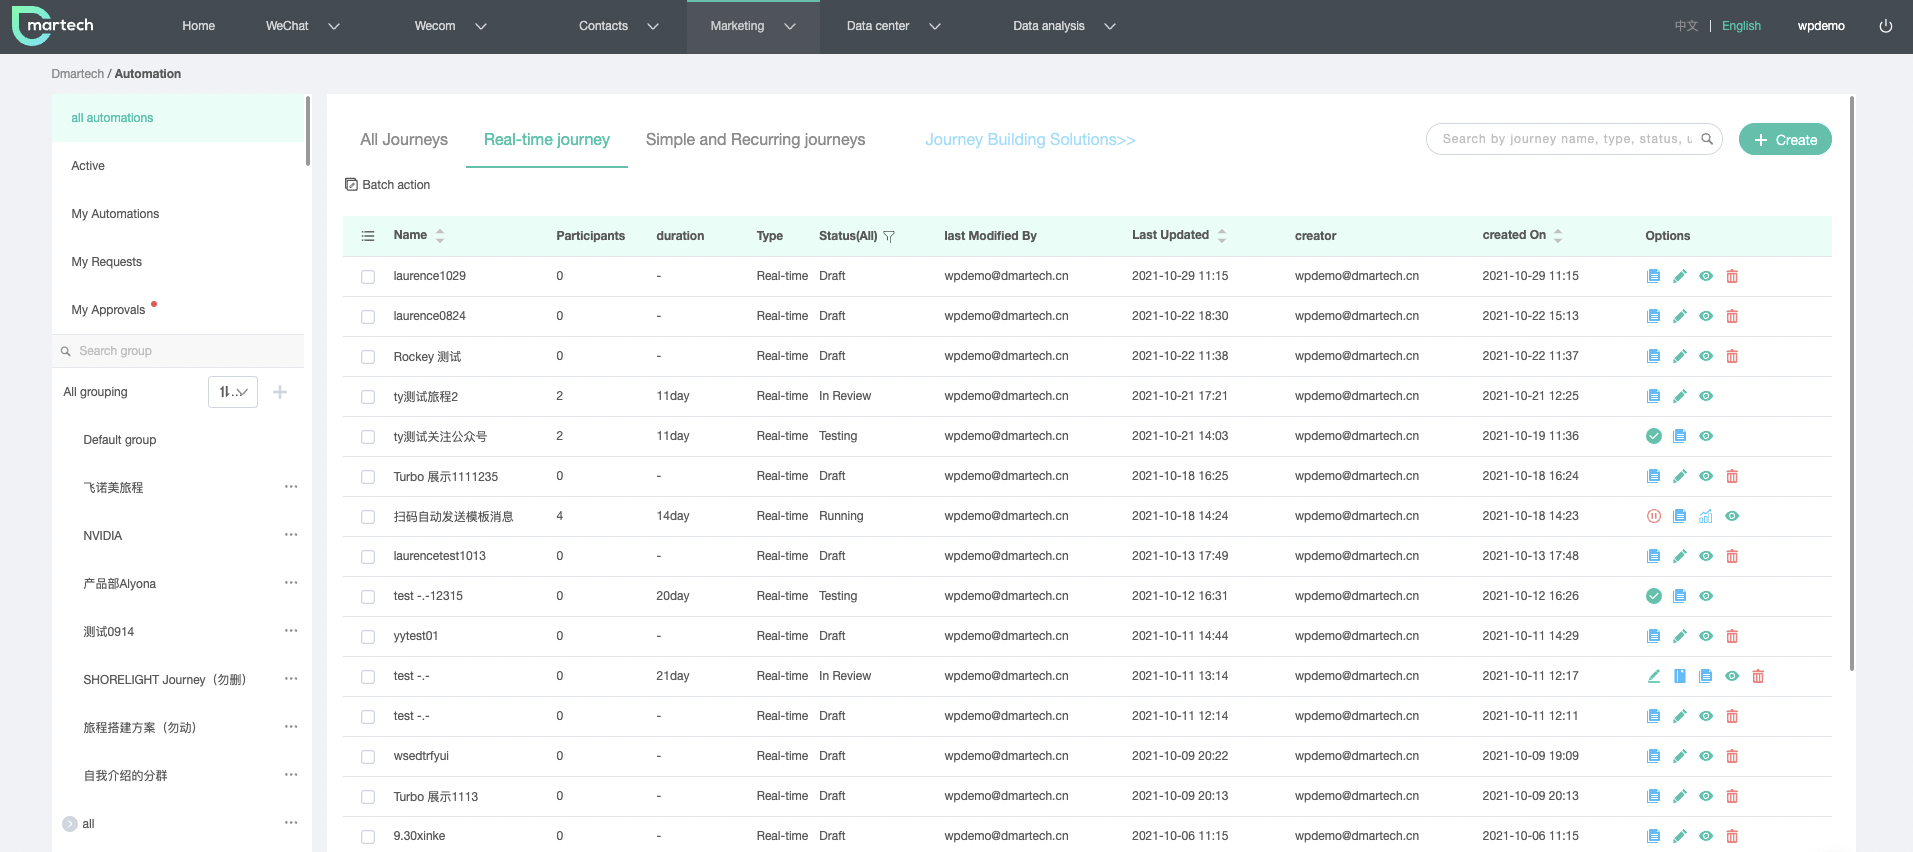 Dmartech
Home WeChat Wecom Contacts Marketing Data center Data analysis 中文 | English wpdemo
Dmartech / Automation
all automations
Active
My Automations
My Requests
My Approvals
Search group
All grouping ...
Default group
飞诺美旅程 ...
NVIDIA ...
产品部Alyona ...
测试0914 ...
SHORELIGHT Journey（勿删） ...
旅程搭建方案（勿动） ...
自我介绍的分群 ...
all ...
All Journeys Real-time journey Simple and Recurring journeys Journey Building Solutions>> Search by journey name, type, status, u + Create
Batch action
Name Participants duration Type Status(All) last Modified By Last Updated creator created On Options
laurence1029 0 - Real-time Draft wpdemo@dmartech.cn 2021-10-29 11:15 wpdemo@dmartech.cn 2021-10-29 11:15
laurence0824 0 - Real-time Draft wpdemo@dmartech.cn 2021-10-22 18:30 wpdemo@dmartech.cn 2021-10-22 15:13
Rockey 测试 0 - Real-time Draft wpdemo@dmartech.cn 2021-10-22 11:38 wpdemo@dmartech.cn 2021-10-22 11:37
ty测试旅程2 2 11day Real-time In Review wpdemo@dmartech.cn 2021-10-21 17:21 wpdemo@dmartech.cn 2021-10-21 12:25
ty测试关注公众号 2 11day Real-time Testing wpdemo@dmartech.cn 2021-10-21 14:03 wpdemo@dmartech.cn 2021-10-19 11:36
Turbo 展示1111235 0 - Real-time Draft wpdemo@dmartech.cn 2021-10-18 16:25 wpdemo@dmartech.cn 2021-10-18 16:24
扫码自动发送模板消息 4 14day Real-time Running wpdemo@dmartech.cn 2021-10-18 14:24 wpdemo@dmartech.cn 2021-10-18 14:23
laurencetest1013 0 - Real-time Draft wpdemo@dmartech.cn 2021-10-13 17:49 wpdemo@dmartech.cn 2021-10-13 17:48
test -.-12315 0 20day Real-time Testing wpdemo@dmartech.cn 2021-10-12 16:31 wpdemo@dmartech.cn 2021-10-12 16:26
yytest01 0 - Real-time Draft wpdemo@dmartech.cn 2021-10-11 14:44 wpdemo@dmartech.cn 2021-10-11 14:29
test -.- 0 21day Real-time In Review wpdemo@dmartech.cn 2021-10-11 13:14 wpdemo@dmartech.cn 2021-10-11 12:17
test -.- 0 - Real-time Draft wpdemo@dmartech.cn 2021-10-11 12:14 wpdemo@dmartech.cn 2021-10-11 12:11
wsedtrfyui 0 - Real-time Draft wpdemo@dmartech.cn 2021-10-09 20:22 wpdemo@dmartech.cn 2021-10-09 19:09
Turbo 展示1113 0 - Real-time Draft wpdemo@dmartech.cn 2021-10-09 20:13 wpdemo@dmartech.cn 2021-10-09 20:13
9.30xinke 0 - Real-time Draft wpdemo@dmartech.cn 2021-10-06 11:15 wpdemo@dmartech.cn 2021-10-06 11:15